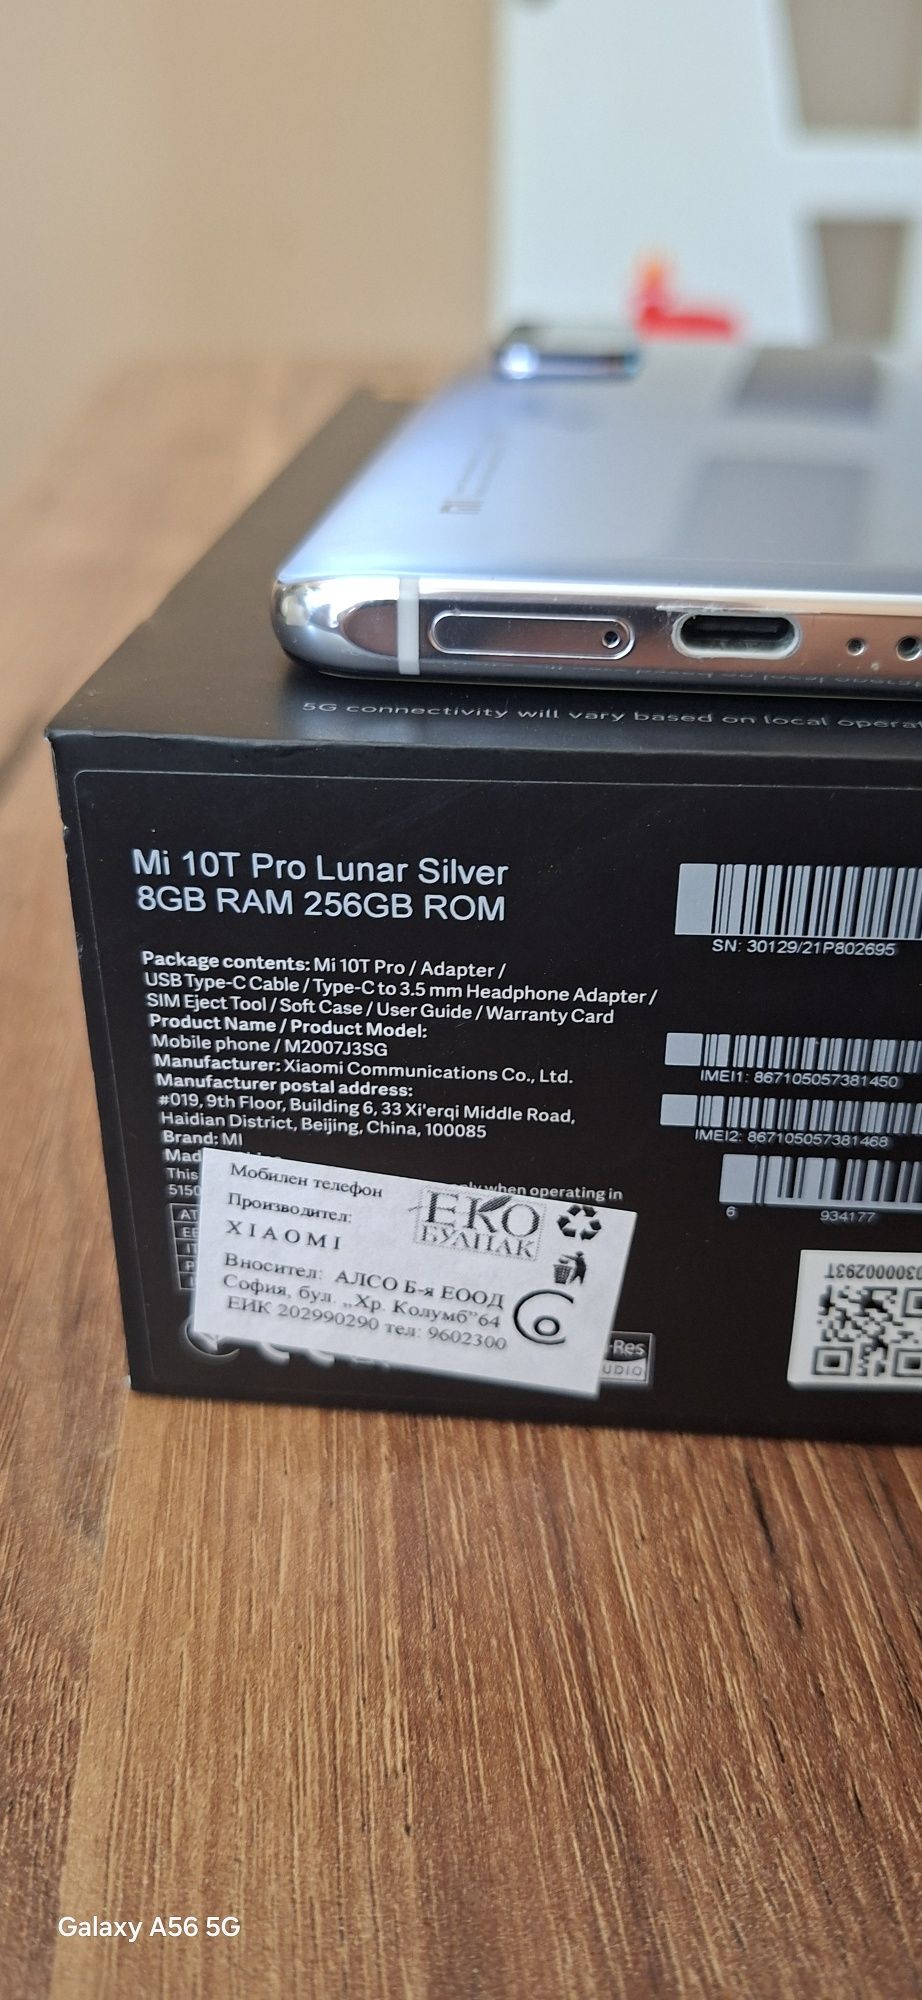 5G connectivity will vary based on local
Mi 10T Pro Lunar Silver
8GB RAM 256GB ROM
Package contents: Mi 10T Pro / Adapter /
USB Type-C Cable / Type-C to 3.5 mm Headphone Adapter /
SIM Eject Tool / Soft Case / User Guide / Warranty Card
Product Name / Product Model:
Mobile phone / M2007J3SG
Manufacturer: Xiaomi Communications Co., Ltd.
Manufacturer postal address:
#019, 9th Floor, Building 6, 33 Xi'erqi Middle Road,
Haidian District, Beijing, China, 100085
Brand: MI
This
when operating in
SN: 30129/21P802695
IMEI1: 867105057381450
IMEI2: 867105057381468
6 934177
Мобилен телефон
Производител:
XIAOMI
Вносител: АЛСО Б-я ЕООД
София, бул. „Хр. Колумб"64
ЕИК 202990290 тел: 9602300
ЕКО
БУЛПАК
Galaxy A56 5G